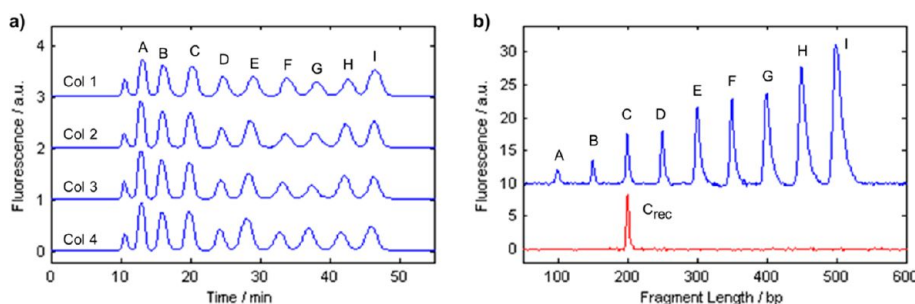 a)
Fluorescence / a.u.
4
3
2
1
0
Col 1
Col 2
Col 3
Col 4
A B C D E F G H I
0 10 20 30 40 50
Time / min
b)
Fluorescence / a.u.
30
25
20
15
10
5
0
A B C D E F G H I
Crec
100 200 300 400 500 600
Fragment Length / bp